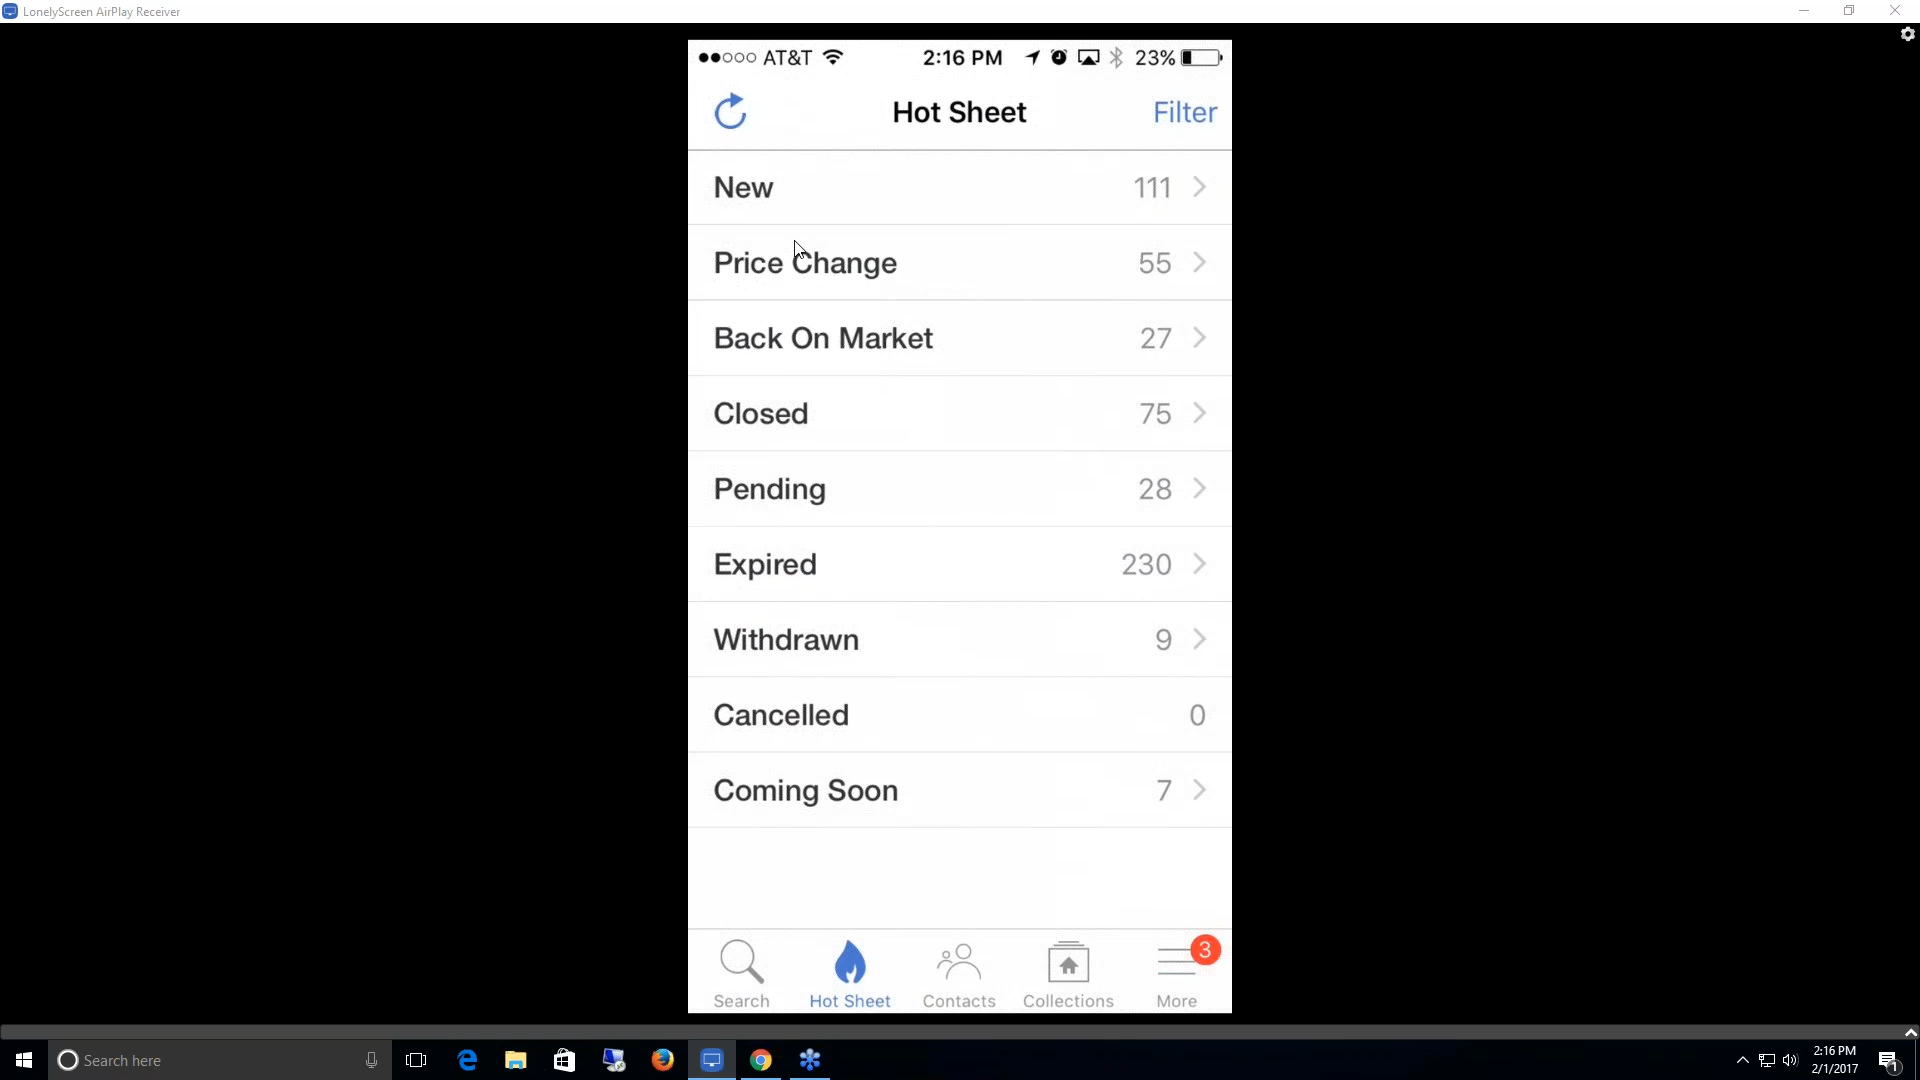 LonelyScreen AirPlay Receiver
AT&T 2:16 PM 23%
Hot Sheet Filter
New 111
Price Change 55
Back On Market 27
Closed 75
Pending 28
Expired 230
Withdrawn 9
Cancelled 0
Coming Soon 7
3
Search Hot Sheet Contacts Collections More
Search here 2:16 PM
2/1/2017 1